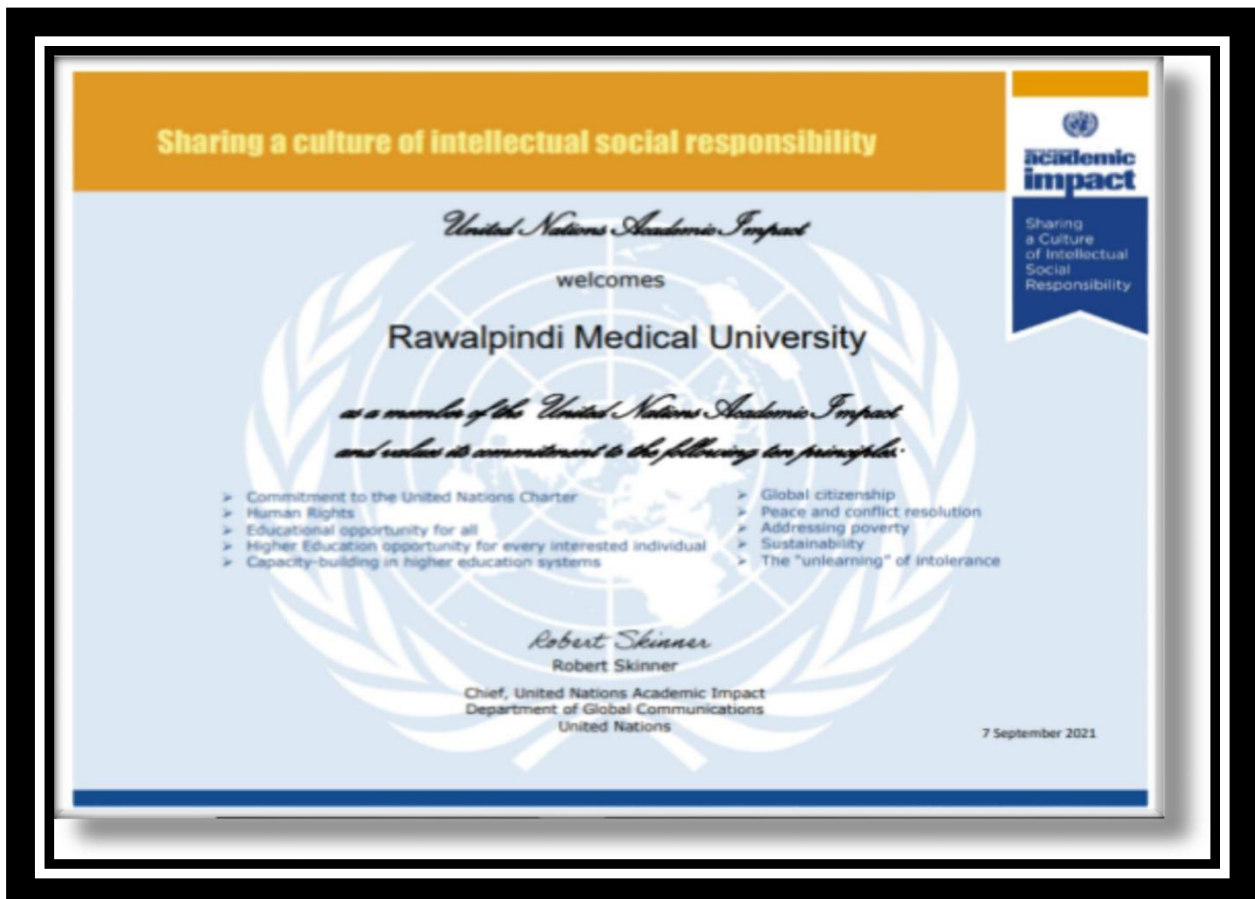 Sharing a culture of intellectual social responsibility
academic
impact
Sharing
a Culture
of Intellectual
Social
Responsibility
United Nations Academic Impact
welcomes
Rawalpindi Medical University
as a member of the United Nations Academic Impact
and values its commitment to the following ten principles:
➢ Commitment to the United Nations Charter
➢ Human Rights
➢ Educational opportunity for all
➢ Higher Education opportunity for every interested individual
➢ Capacity-building in higher education systems
➢ Global citizenship
➢ Peace and conflict resolution
➢ Addressing poverty
➢ Sustainability
➢ The "unlearning" of intolerance
Robert Skinner
Robert Skinner
Chief, United Nations Academic Impact
Department of Global Communications
United Nations
7 September 2021